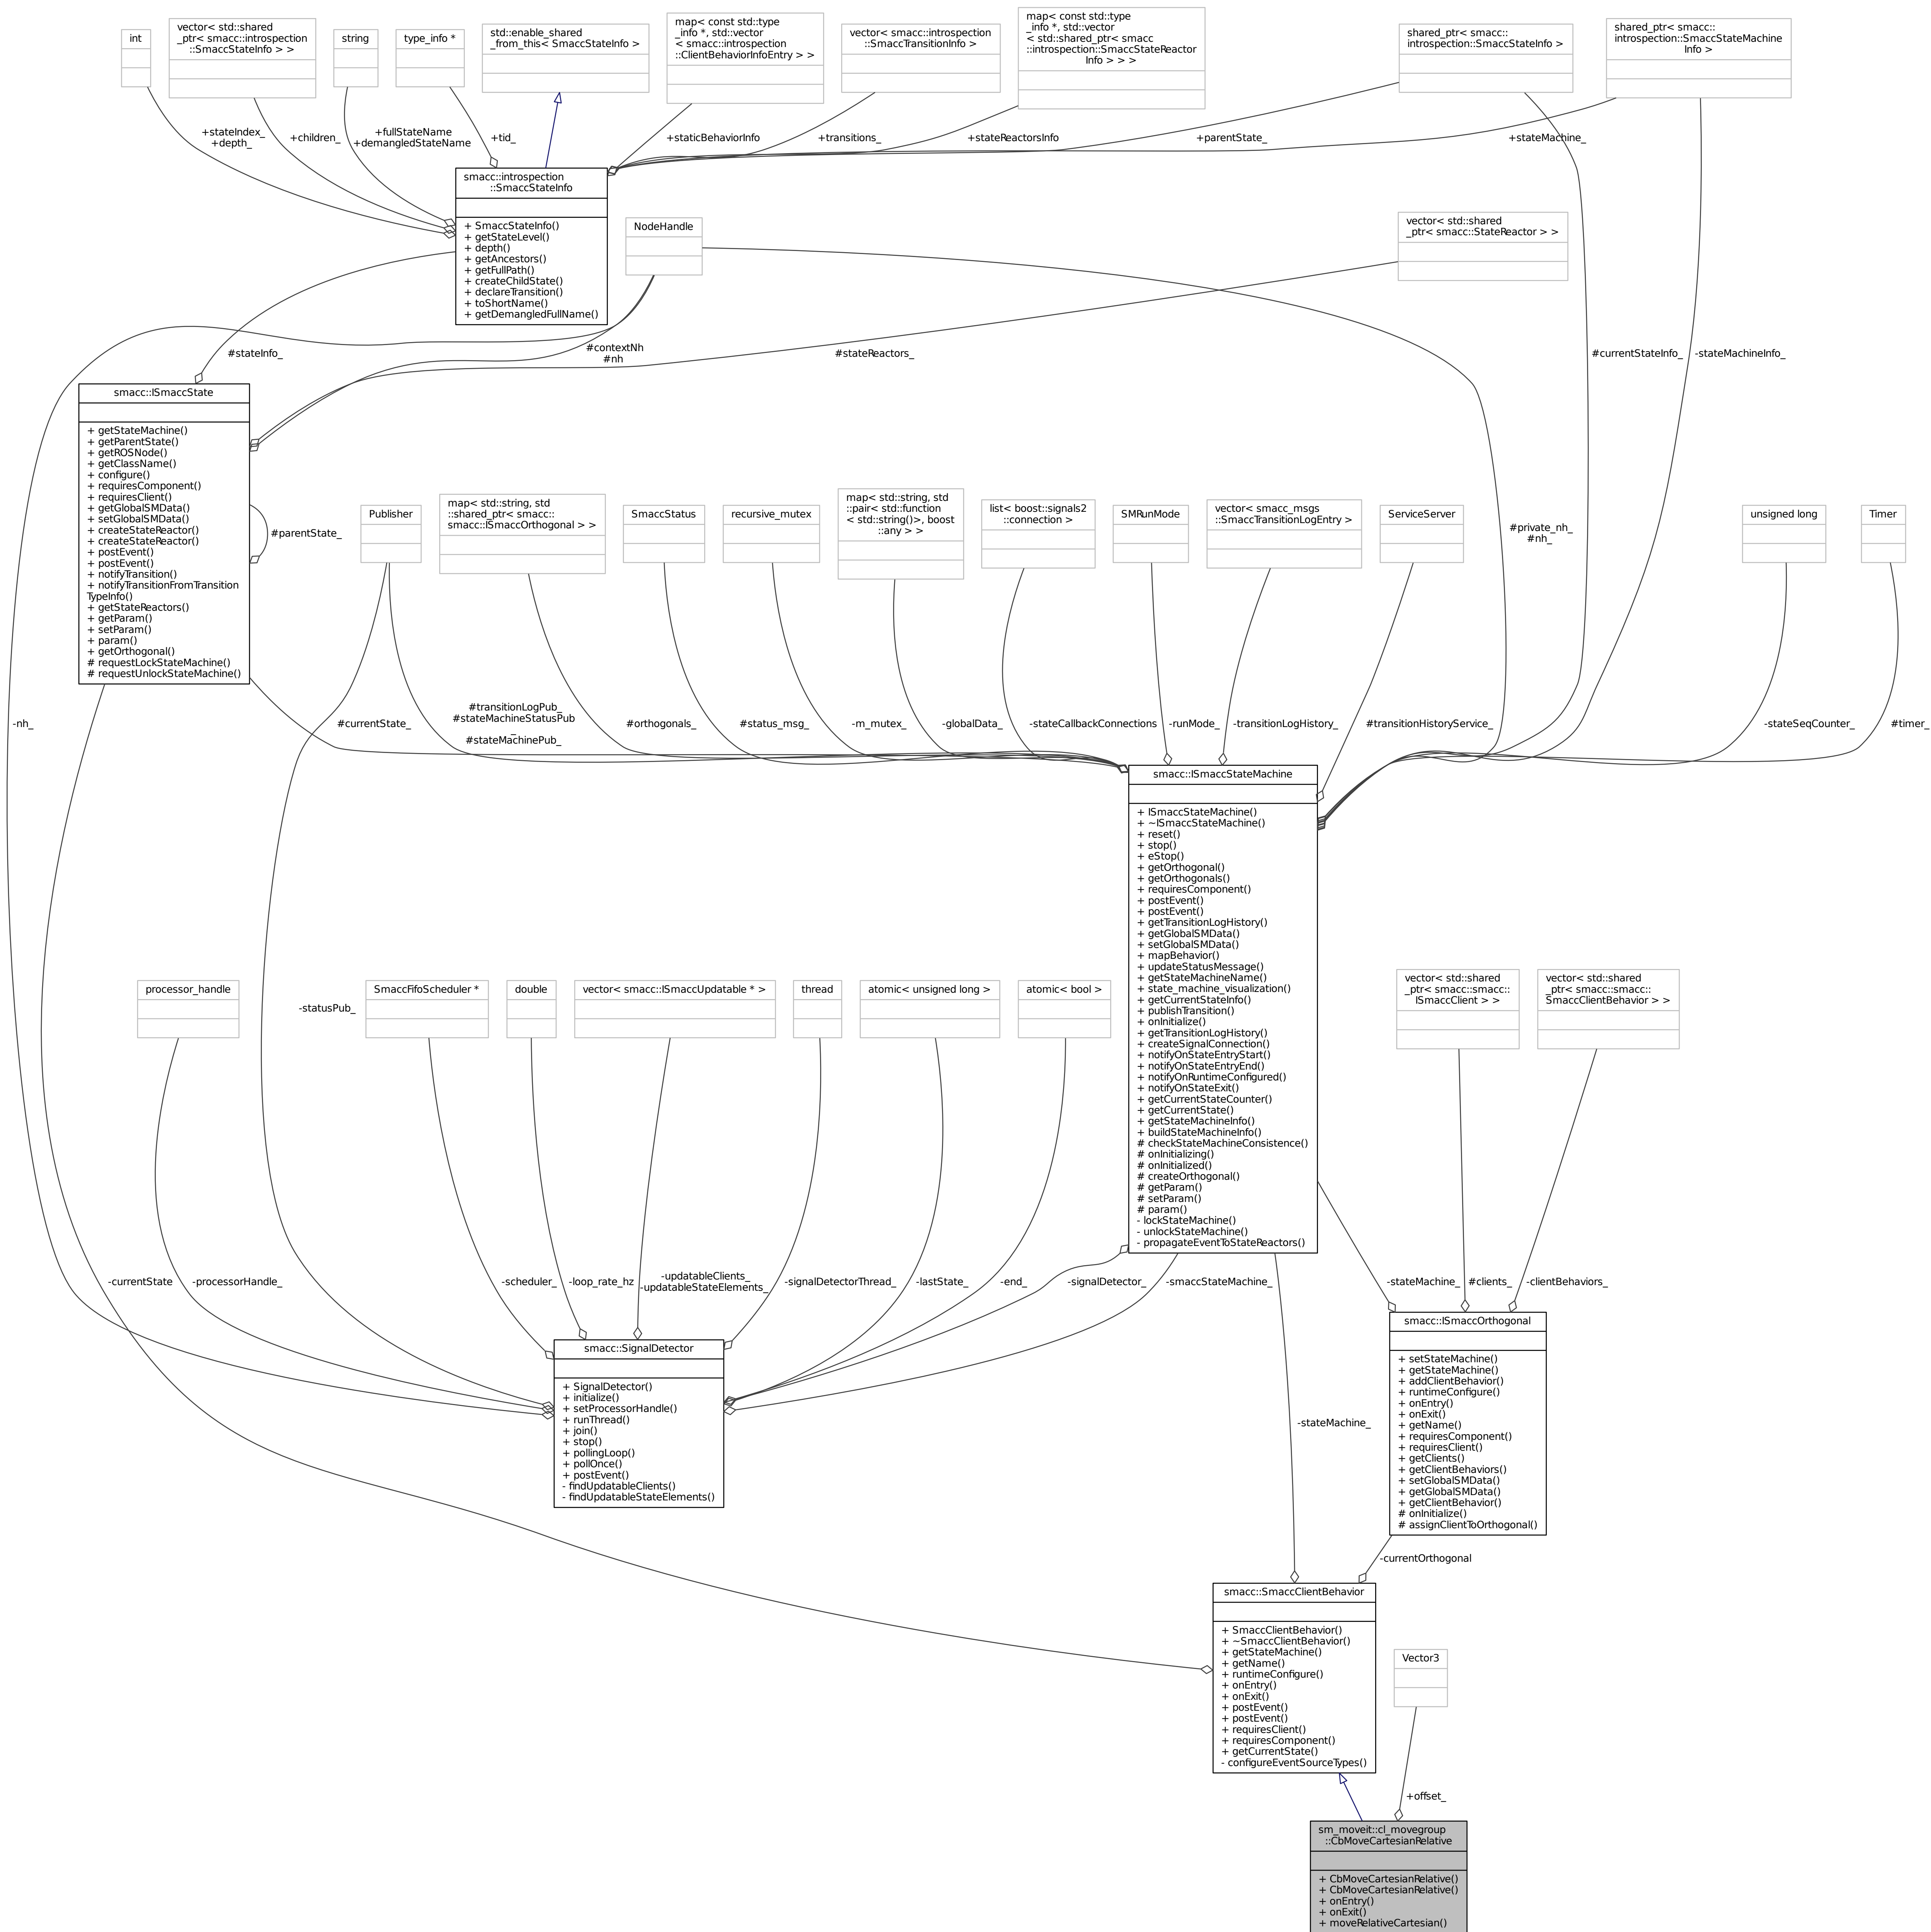 int
vector< std::shared
_ptr< smacc::introspection
::SmaccStateInfo > >
string
type_info *
std::enable_shared
_from_this< SmaccStateInfo >
map< const std::type
_info *, std::vector
< smacc::introspection
::ClientBehaviorInfoEntry > >
vector< smacc::introspection
::SmaccTransitionInfo >
map< const std::type
_info *, std::vector
< std::shared_ptr< smacc
::introspection::SmaccStateReactor
Info > > >
shared_ptr< smacc::
introspection::SmaccStateInfo >
shared_ptr< smacc::
introspection::SmaccStateMachine
Info >
+stateIndex_
+depth_
+children_
+fullStateName
+demangledStateName
+tid_
+staticBehaviorInfo
+transitions_
+stateReactorsInfo
+parentState_
+stateMachine_
smacc::introspection
::SmaccStateInfo
+ SmaccStateInfo()
+ getStateLevel()
+ depth()
+ getAncestors()
+ getFullPath()
+ createChildState()
+ declareTransition()
+ toShortName()
+ getDemangledFullName()
NodeHandle
vector< std::shared
_ptr< smacc::StateReactor > >
#stateInfo_
#contextNh
#nh
#stateReactors_
#currentStateInfo_
-stateMachineInfo_
smacc::ISmaccState
+ getStateMachine()
+ getParentState()
+ getROSNode()
+ getClassName()
+ configure()
+ requiresComponent()
+ requiresClient()
+ getGlobalSMData()
+ setGlobalSMData()
+ createStateReactor()
+ createStateReactor()
+ postEvent()
+ postEvent()
+ notifyTransition()
+ notifyTransitionFromTransition
TypeInfo()
+ getStateReactors()
+ getParam()
+ setParam()
+ param()
+ getOrthogonal()
# requestLockStateMachine()
# requestUnlockStateMachine()
#parentState_
Publisher
map< std::string, std
::shared_ptr< smacc::
smacc::ISmaccOrthogonal > >
SmaccStatus
recursive_mutex
map< std::string, std
::pair< std::function
< std::string()>, boost
::any > >
list< boost::signals2
::connection >
SMRunMode
vector< smacc_msgs
::SmaccTransitionLogEntry >
ServiceServer
#private_nh_
#nh_
unsigned long
Timer
-nh_
#currentState_
#transitionLogPub_
#stateMachineStatusPub
_
#stateMachinePub_
#orthogonals_
#status_msg_
-m_mutex_
-globalData_
-stateCallbackConnections
-runMode_
-transitionLogHistory_
#transitionHistoryService_
-stateSeqCounter_
#timer_
smacc::ISmaccStateMachine
+ ISmaccStateMachine()
+ ~ISmaccStateMachine()
+ reset()
+ stop()
+ eStop()
+ getOrthogonal()
+ getOrthogonals()
+ requiresComponent()
+ postEvent()
+ postEvent()
+ getTransitionLogHistory()
+ getGlobalSMData()
+ setGlobalSMData()
+ mapBehavior()
+ updateStatusMessage()
+ getStateMachineName()
+ state_machine_visualization()
+ getCurrentStateInfo()
+ publishTransition()
+ onInitialize()
+ getTransitionLogHistory()
+ createSignalConnection()
+ notifyOnStateEntryStart()
+ notifyOnStateEntryEnd()
+ notifyOnRuntimeConfigured()
+ notifyOnStateExit()
+ getCurrentStateCounter()
+ getCurrentState()
+ getStateMachineInfo()
+ buildStateMachineInfo()
# checkStateMachineConsistence()
# onInitializing()
# onInitialized()
# createOrthogonal()
# getParam()
# setParam()
# param()
- lockStateMachine()
- unlockStateMachine()
- propagateEventToStateReactors()
processor_handle
-statusPub_
SmaccFifoScheduler *
double
vector< smacc::ISmaccUpdatable * >
thread
atomic< unsigned long >
atomic< bool >
vector< std::shared
_ptr< smacc::smacc::
ISmaccClient > >
vector< std::shared
_ptr< smacc::smacc::
SmaccClientBehavior > >
-currentState
-processorHandle_
-scheduler_
-loop_rate_hz
-updatableClients_
-updatableStateElements_
-signalDetectorThread_
-lastState_
-end_
-signalDetector_
-smaccStateMachine_
-stateMachine_
#clients_
-clientBehaviors_
smacc::SignalDetector
+ SignalDetector()
+ initialize()
+ setProcessorHandle()
+ runThread()
+ join()
+ stop()
+ pollingLoop()
+ pollOnce()
+ postEvent()
- findUpdatableClients()
- findUpdatableStateElements()
-stateMachine_
smacc::ISmaccOrthogonal
+ setStateMachine()
+ getStateMachine()
+ addClientBehavior()
+ runtimeConfigure()
+ onEntry()
+ onExit()
+ getName()
+ requiresComponent()
+ requiresClient()
+ getClients()
+ getClientBehaviors()
+ setGlobalSMData()
+ getGlobalSMData()
+ getClientBehavior()
# onInitialize()
# assignClientToOrthogonal()
-currentOrthogonal
smacc::SmaccClientBehavior
+ SmaccClientBehavior()
+ ~SmaccClientBehavior()
+ getStateMachine()
+ getName()
+ runtimeConfigure()
+ onEntry()
+ onExit()
+ postEvent()
+ postEvent()
+ requiresClient()
+ requiresComponent()
+ getCurrentState()
- configureEventSourceTypes()
Vector3
+offset_
sm_moveit::cl_movegroup
::CbMoveCartesianRelative
+ CbMoveCartesianRelative()
+ CbMoveCartesianRelative()
+ onEntry()
+ onExit()
+ moveRelativeCartesian()